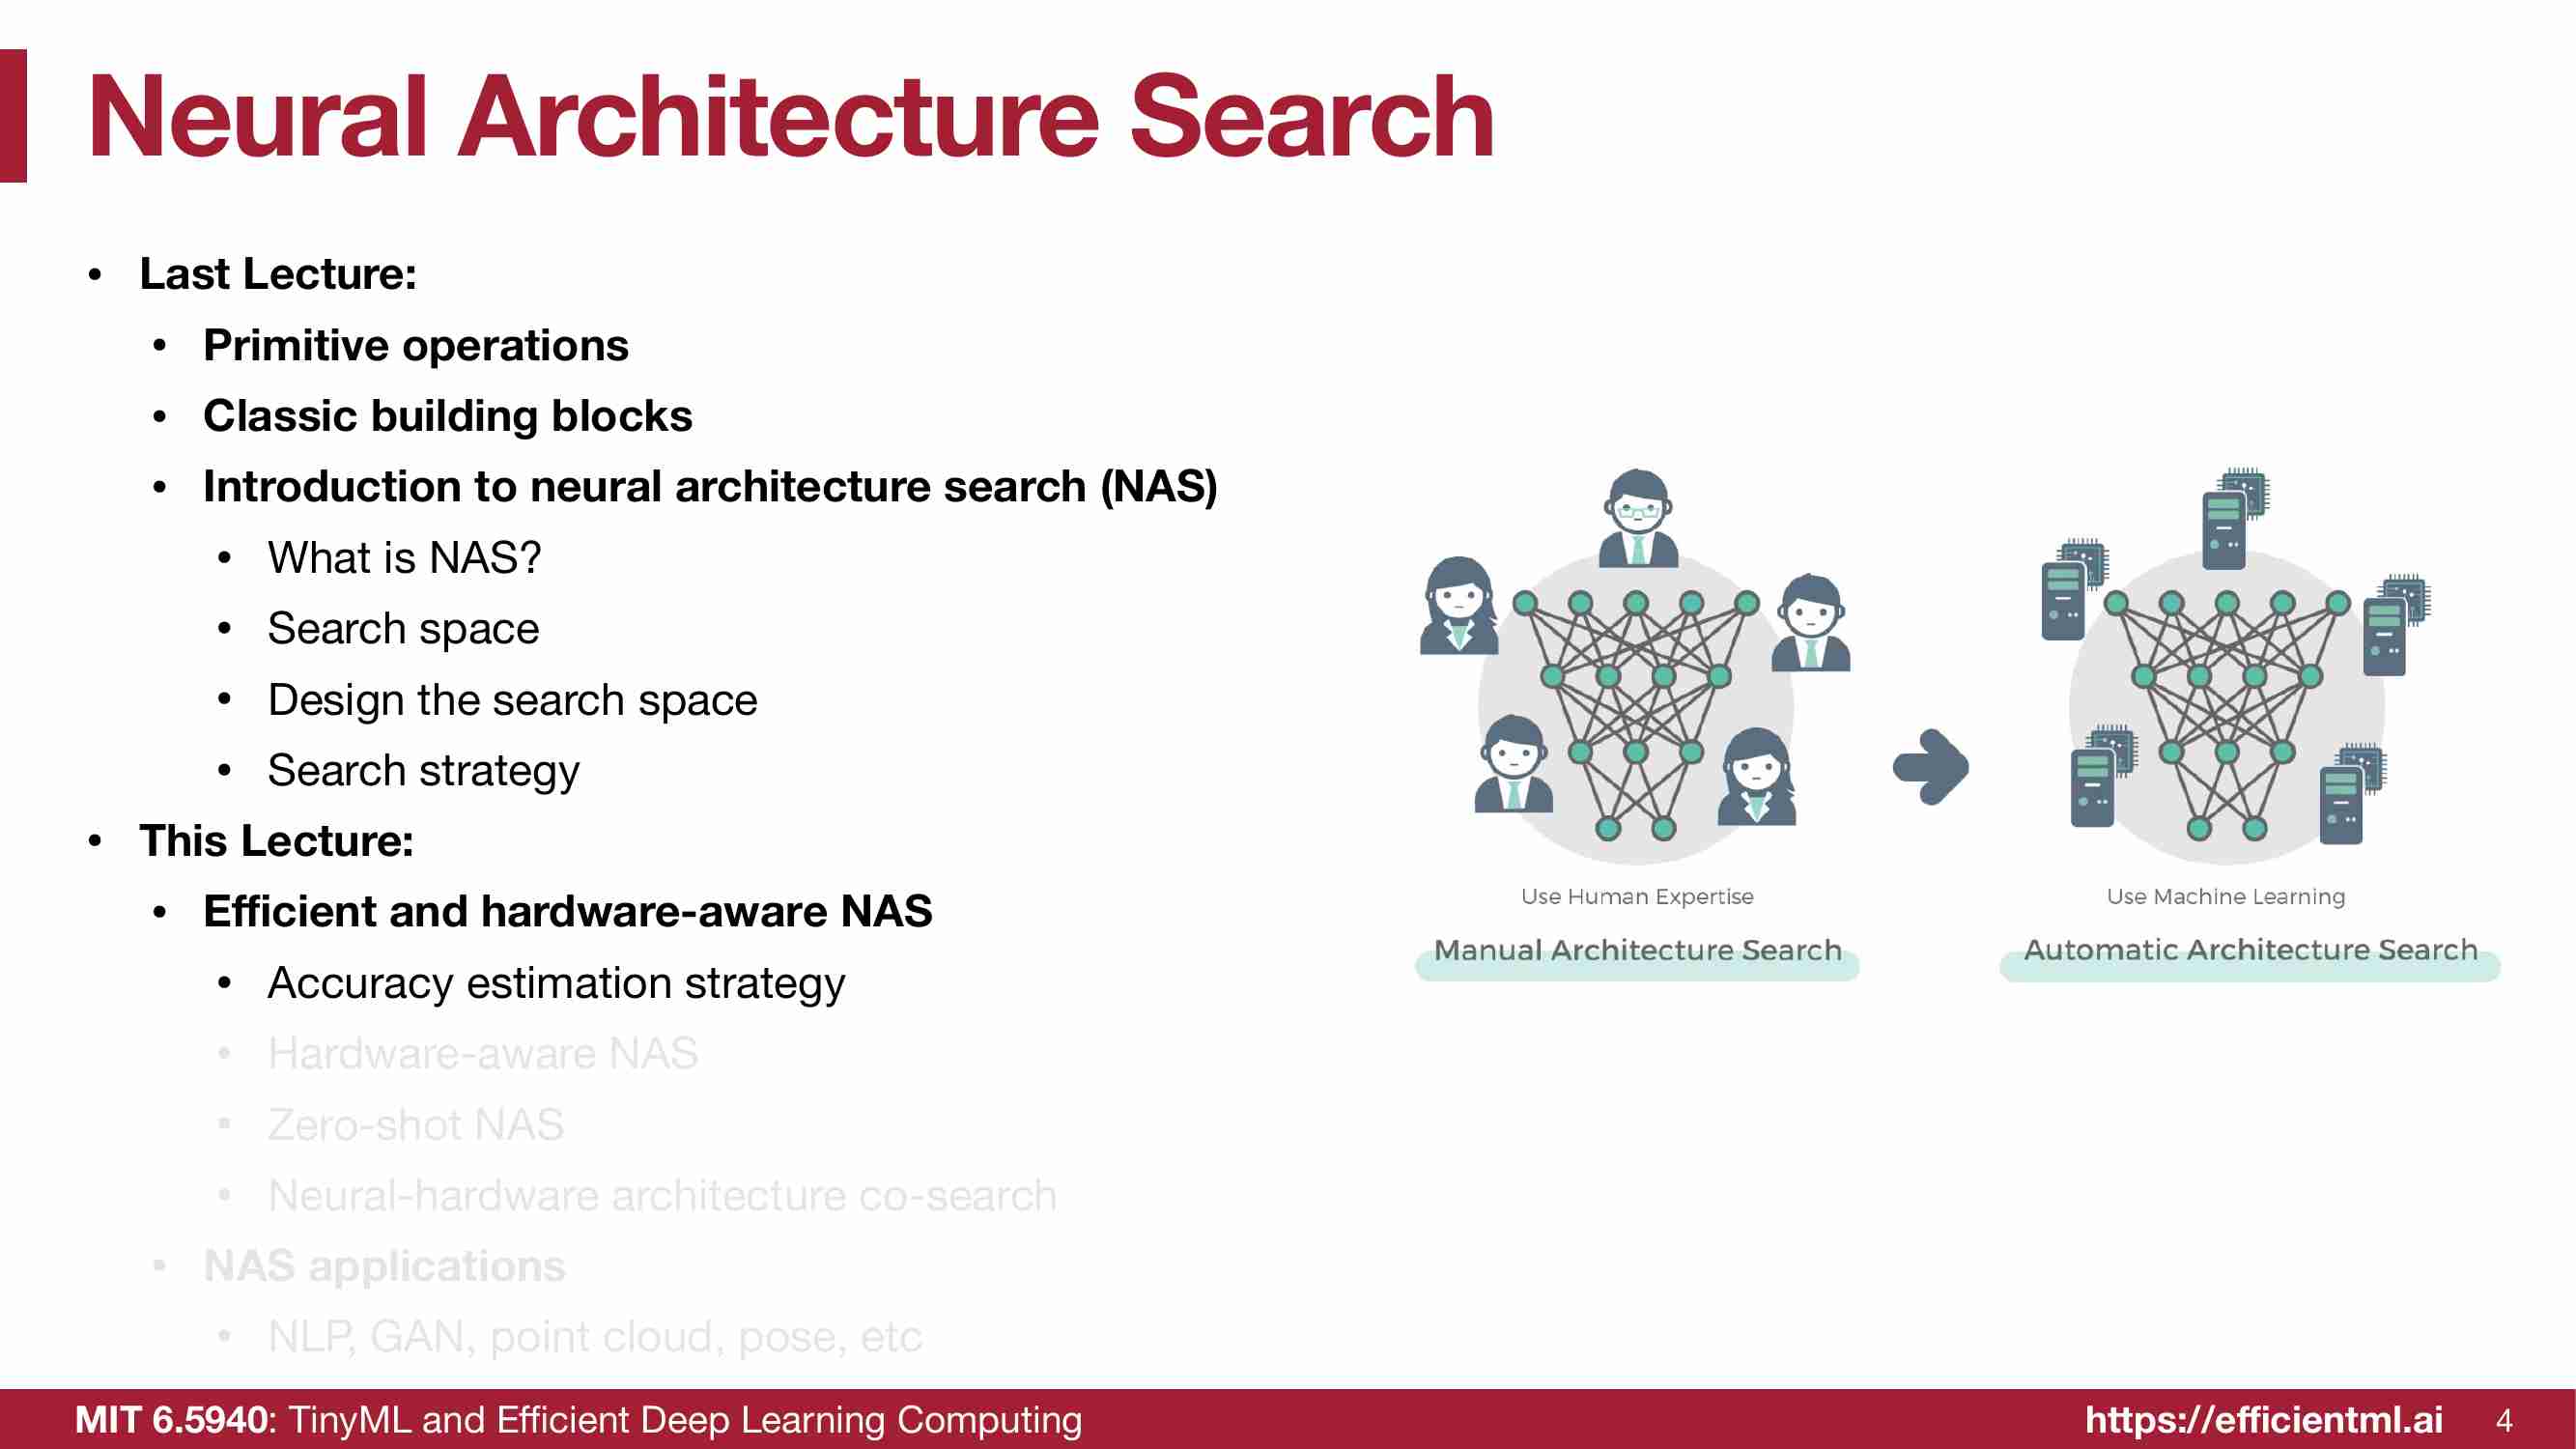 Neural Architecture Search
• Last Lecture:
• Primitive operations
• Classic building blocks
• Introduction to neural architecture search (NAS)
• What is NAS?
• Search space
• Design the search space
• Search strategy
• This Lecture:
• Efficient and hardware-aware NAS
• Accuracy estimation strategy
• Hardware-aware NAS
• Zero-shot NAS
• Neural-hardware architecture co-search
• NAS applications
• NLP, GAN, point cloud, pose, etc
Use Human Expertise
Manual Architecture Search
Use Machine Learning
Automatic Architecture Search
MIT 6.5940: TinyML and Efficient Deep Learning Computing
https://efficientml.ai
4